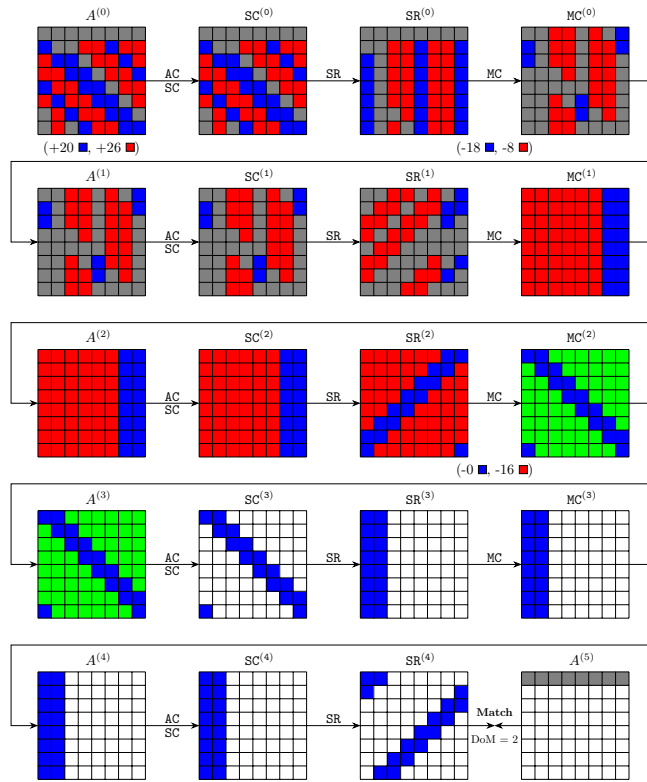 A^{(0)} SC^{(0)} SR^{(0)} MC^{(0)}
AC SR MC
SC
(+20 ■, +26 ■) (-18 ■, -8 ■)
A^{(1)} SC^{(1)} SR^{(1)} MC^{(1)}
AC SR MC
SC
A^{(2)} SC^{(2)} SR^{(2)} MC^{(2)}
AC SR MC
SC
(-0 ■, -16 ■)
A^{(3)} SC^{(3)} SR^{(3)} MC^{(3)}
AC SR MC
SC
A^{(4)} SC^{(4)} SR^{(4)} A^{(5)}
AC SR Match
SC DoM = 2